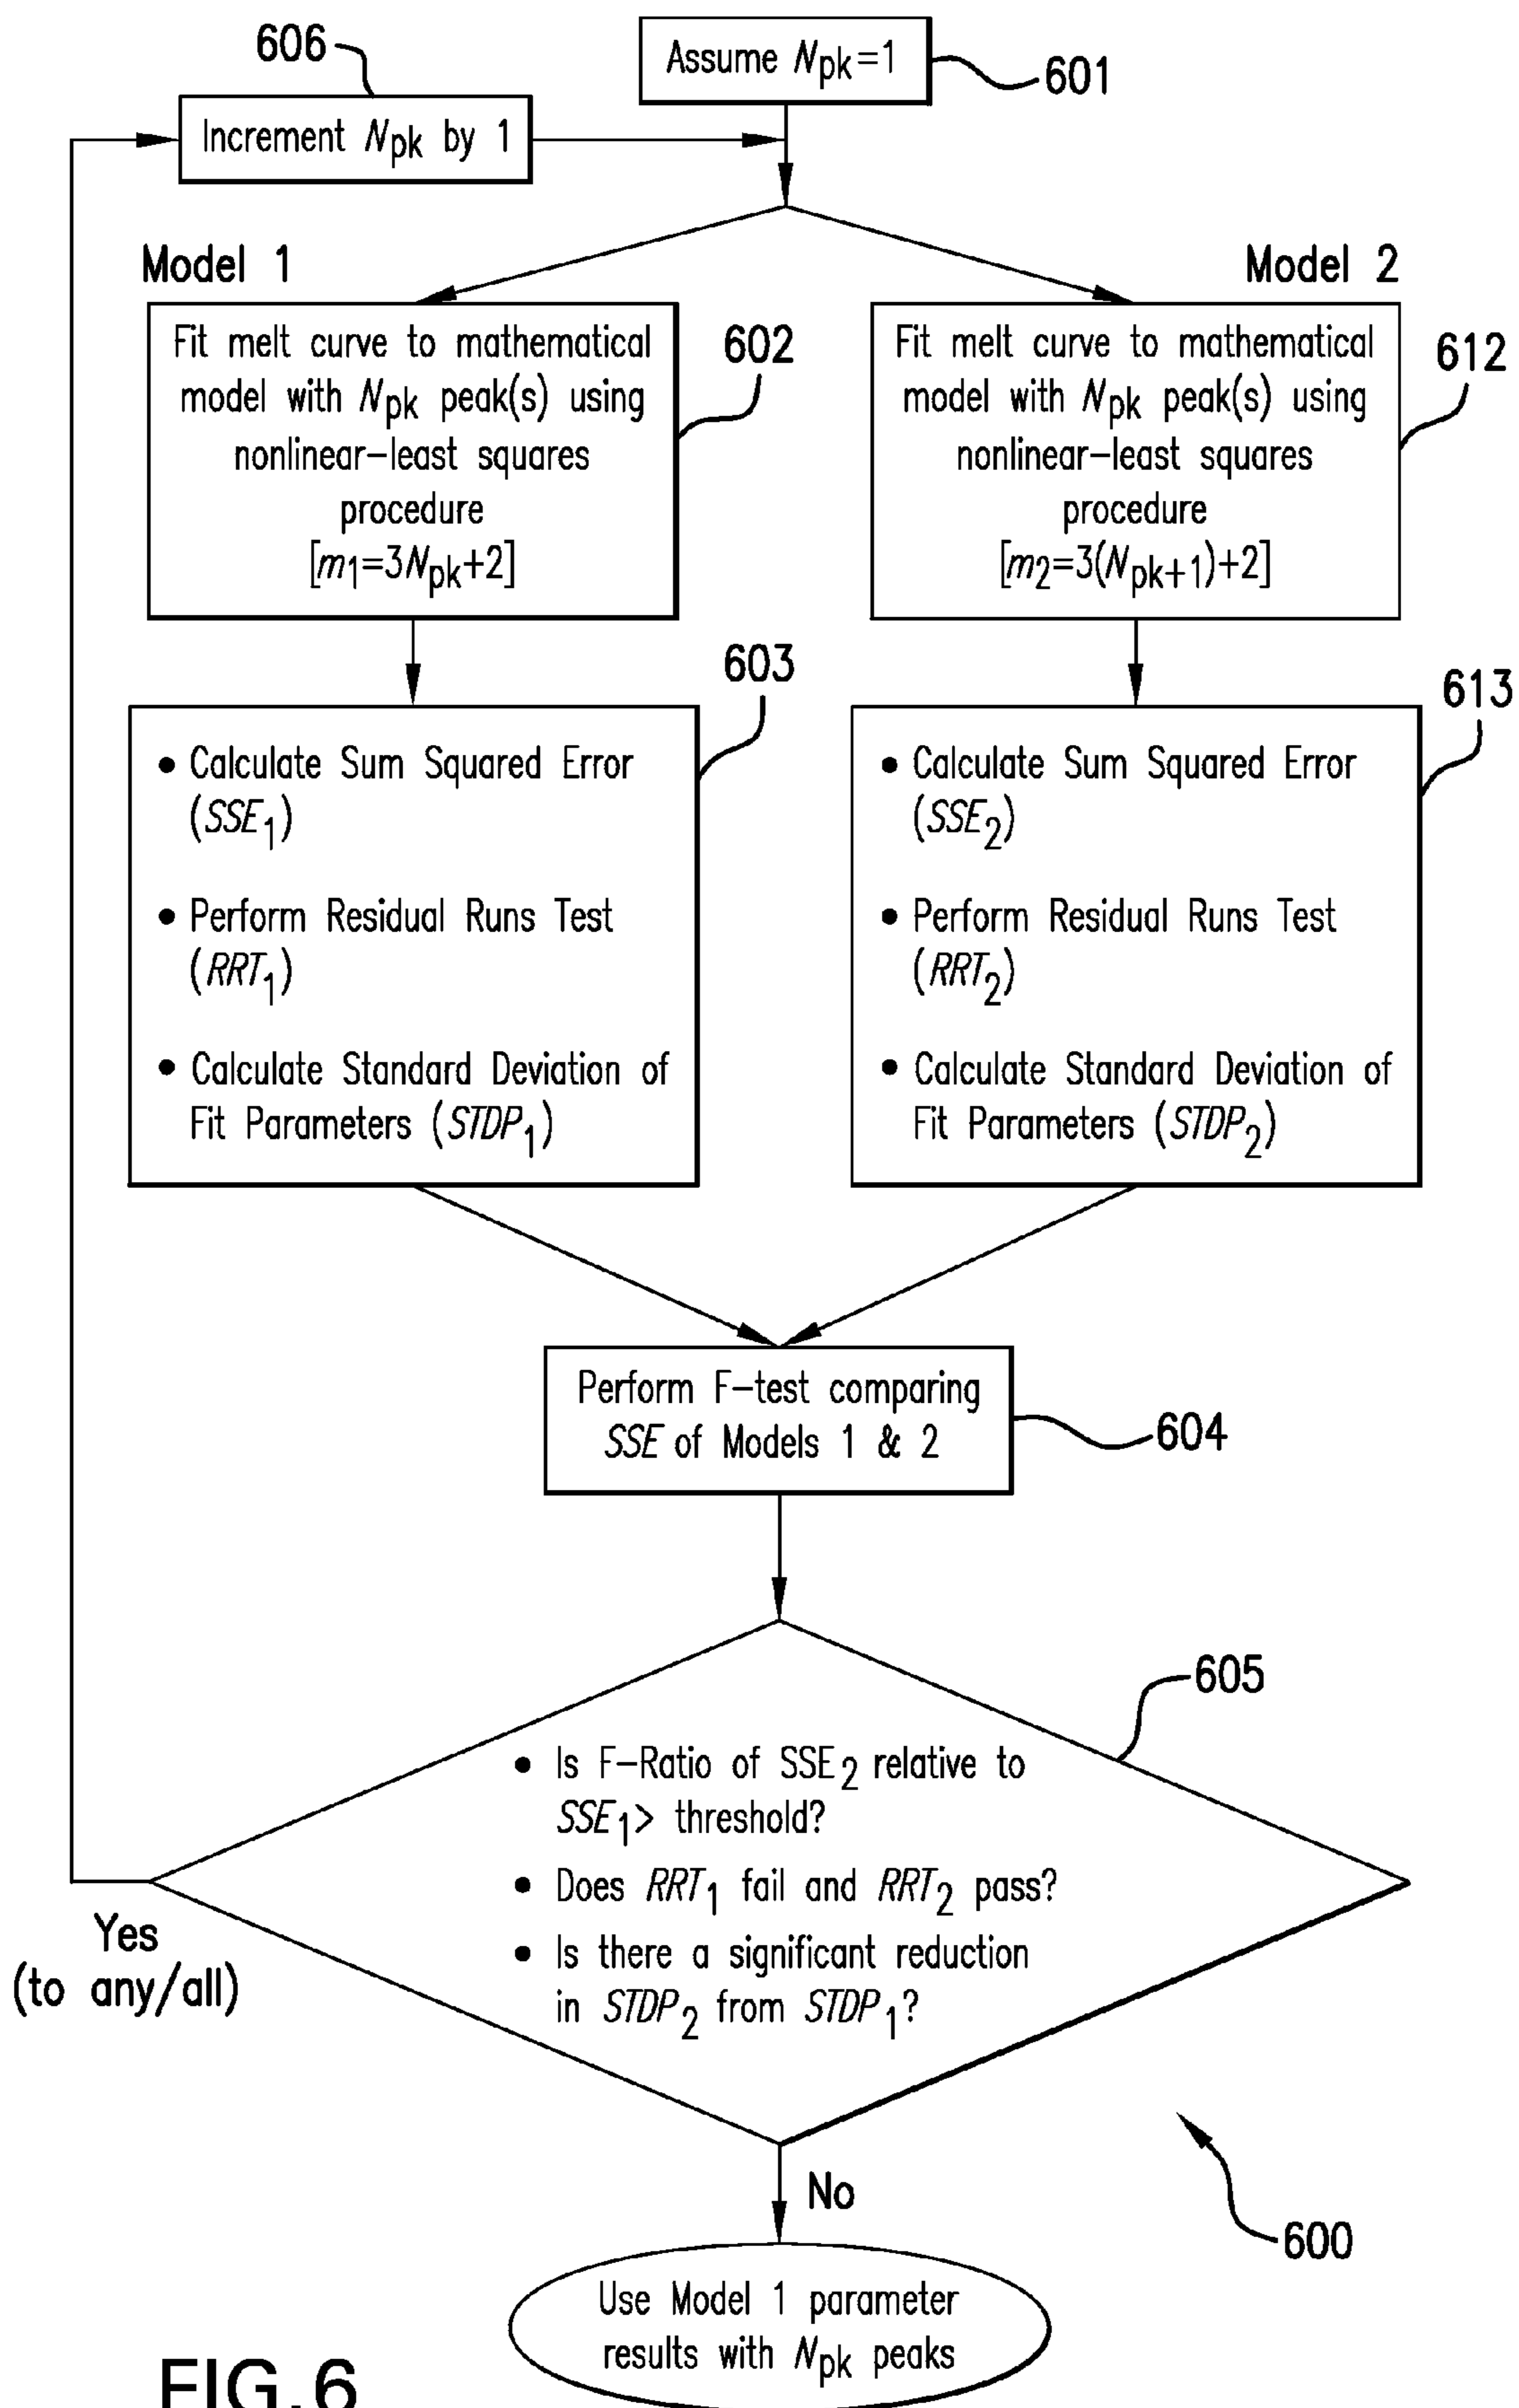 606
Assume Npk=1
601
Increment Npk by 1
Model 1
Model 2
Fit melt curve to mathematical
model with Npk peak(s) using
nonlinear-least squares
procedure
[m1=3Npk+2]
602
Fit melt curve to mathematical
model with Npk peak(s) using
nonlinear-least squares
procedure
[m2=3(Npk+1)+2]
612
603
• Calculate Sum Squared Error
(SSE1)
• Perform Residual Runs Test
(RRT1)
• Calculate Standard Deviation of
Fit Parameters (STDP1)
613
• Calculate Sum Squared Error
(SSE2)
• Perform Residual Runs Test
(RRT2)
• Calculate Standard Deviation of
Fit Parameters (STDP2)
Perform F-test comparing
SSE of Models 1 & 2
604
605
• Is F-Ratio of SSE2 relative to
SSE1> threshold?
• Does RRT1 fail and RRT2 pass?
• Is there a significant reduction
in STDP2 from STDP1?
Yes
(to any/all)
No
600
Use Model 1 parameter
results with Npk peaks
FIG.6